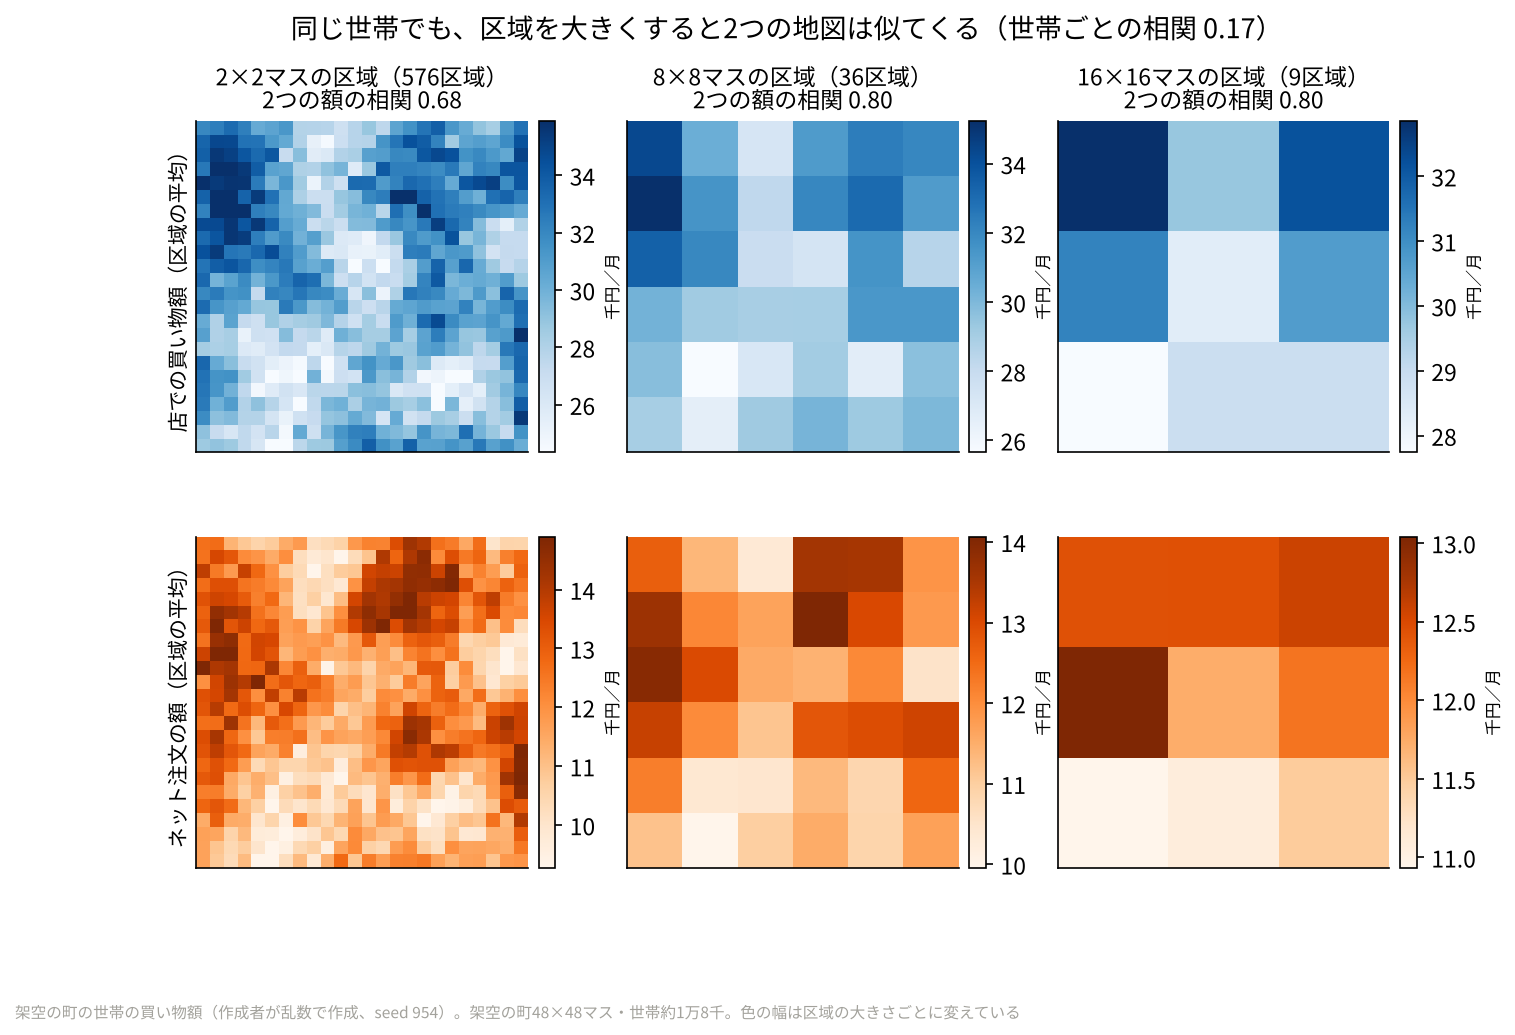 同じ世帯でも、区域を大きくすると2つの地図は似てくる（世帯ごとの相関 0.17）
2×2マスの区域（576区域）
2つの額の相関 0.68
8×8マスの区域（36区域）
2つの額の相関 0.80
16×16マスの区域（9区域）
2つの額の相関 0.80
店での買い物額（区域の平均）
34
32
30
28
26
千円／月
34
32
30
28
26
千円／月
32
31
30
29
28
千円／月
ネット注文の額（区域の平均）
14
13
12
11
10
千円／月
14
13
12
11
10
千円／月
13.0
12.5
12.0
11.5
11.0
千円／月
架空の町の世帯の買い物額（作成者が乱数で作成、seed 954）。架空の町48×48マス・世帯約1万8千。色の幅は区域の大きさごとに変えている